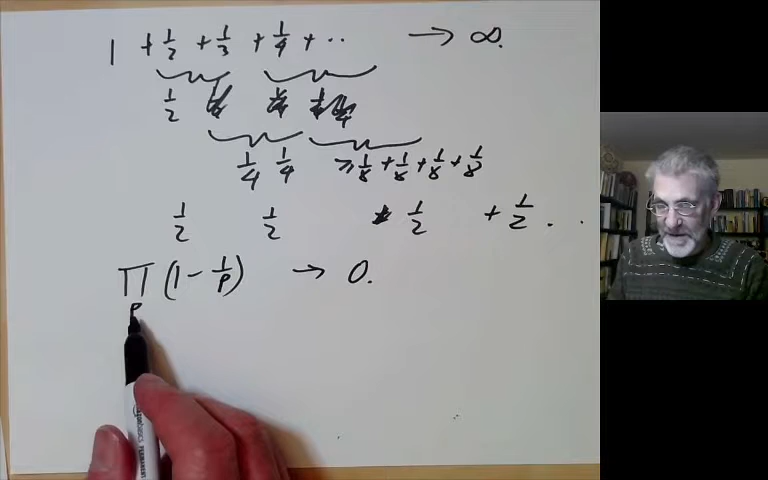 1 + 1/2 + 1/3 + 1/4 + .. → ∞.
1/2
1/4 1/4 ≥ 1/8 + 1/8 + 1/8 + 1/8
1/2 1/2 1/2 + 1/2 . .
∏ (1 - 1/p) → 0.
p